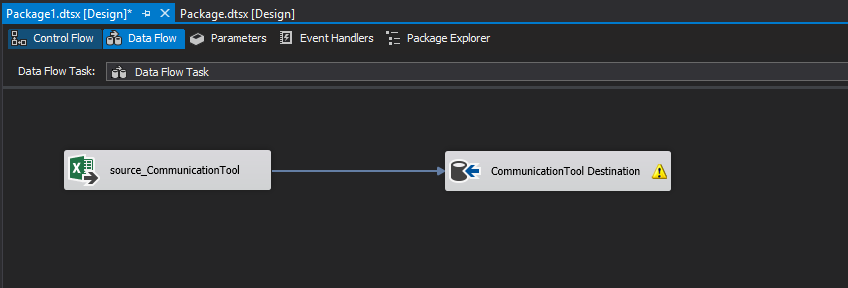 Package1.dtsx [Design]* Package.dtsx [Design]
Control Flow Data Flow Parameters Event Handlers Package Explorer
Data Flow Task: Data Flow Task
source_CommunicationTool CommunicationTool Destination